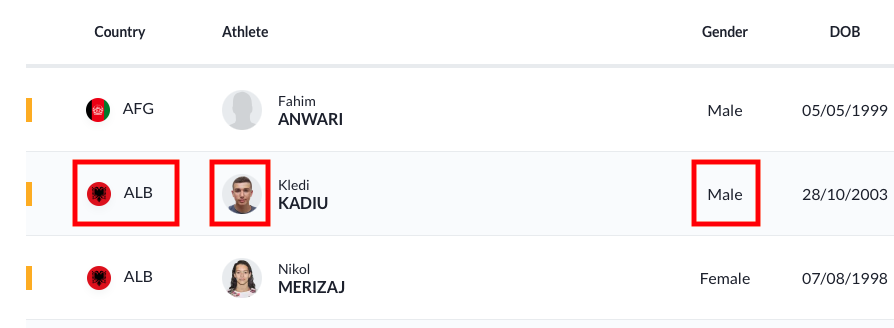 Country Athlete Gender DOB
AFG Fahim ANWARI Male 05/05/1999
ALB Kledi KADIU Male 28/10/2003
ALB Nikol MERIZAJ Female 07/08/1998